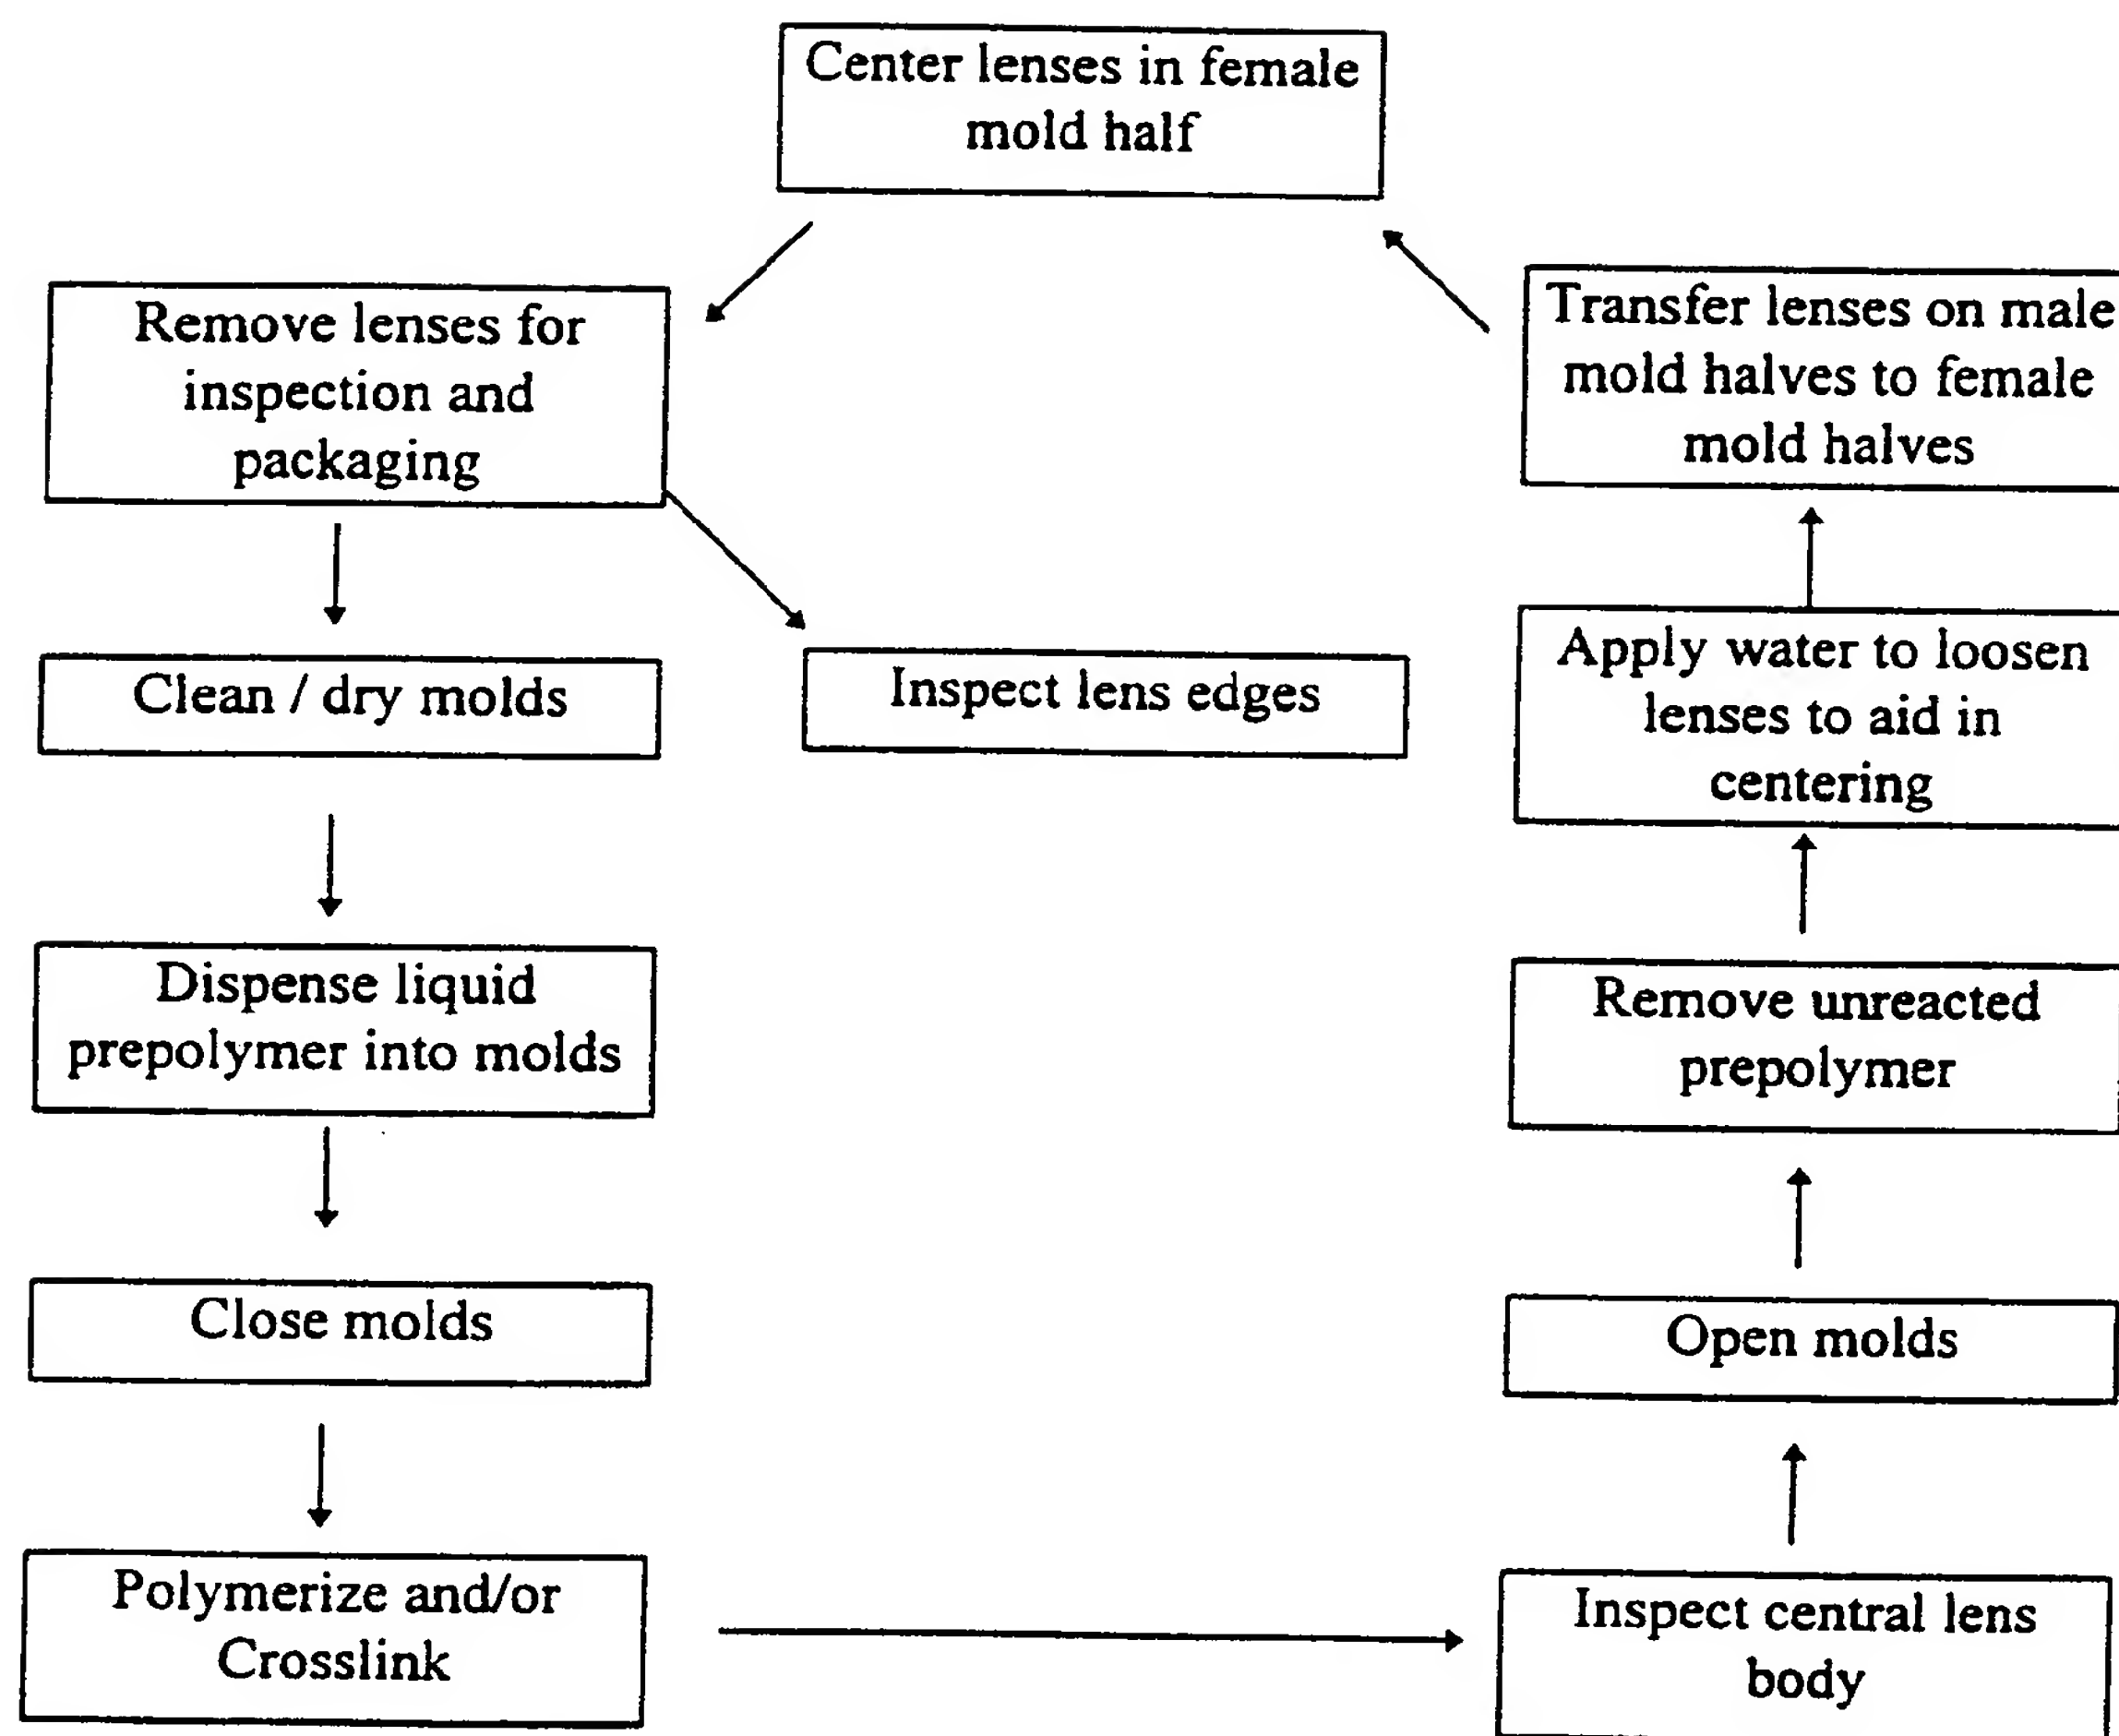 Center lenses in female
mold half
Remove lenses for
inspection and
packaging
Transfer lenses on male
mold halves to female
mold halves
Clean / dry molds
Inspect lens edges
Apply water to loosen
lenses to aid in
centering
Dispense liquid
prepolymer into molds
Remove unreacted
prepolymer
Close molds
Open molds
Polymerize and/or
Crosslink
Inspect central lens
body